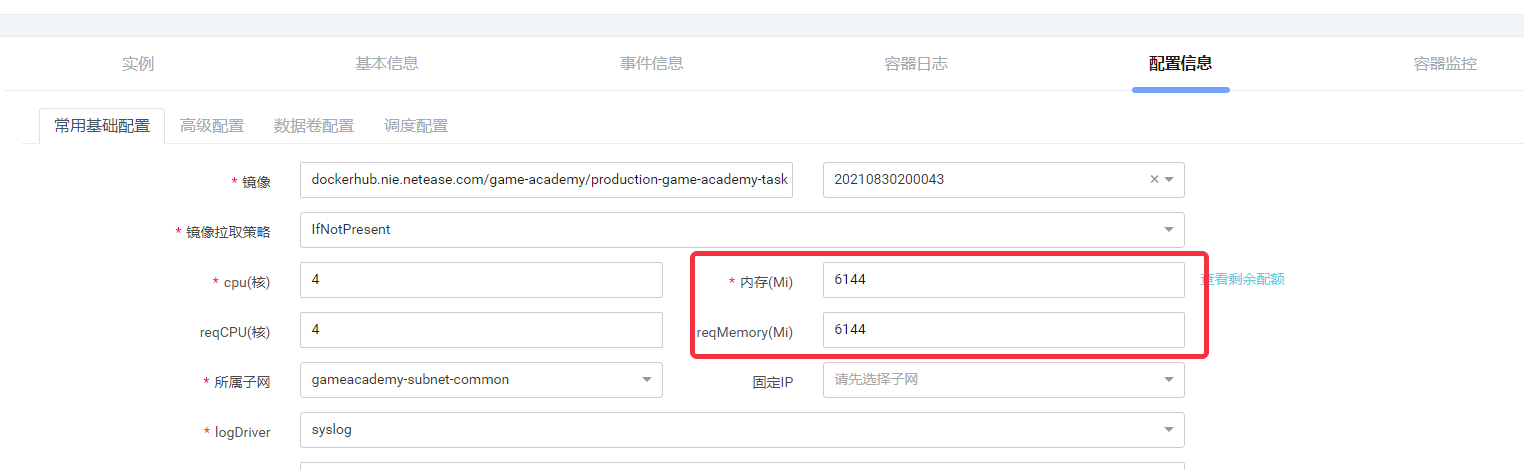 实例 基本信息 事件信息 容器日志 配置信息 容器监控
常用基础配置 高级配置 数据卷配置 调度配置
* 镜像 dockerhub.nie.netease.com/game-academy/production-game-academy-task 20210830200043 ×
* 镜像拉取策略 IfNotPresent
* cpu(核) 4 * 内存(Mi) 6144 查看剩余配额
reqCPU(核) 4 reqMemory(Mi) 6144
* 所属子网 gameacademy-subnet-common 固定IP 请先选择子网
* logDriver syslog